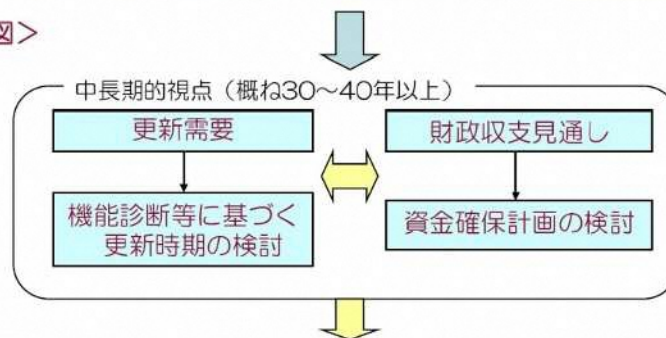 図>
中長期的視点（概ね30～40年以上）
更新需要
財政収支見通し
機能診断等に基づく
更新時期の検討
資金確保計画の検討